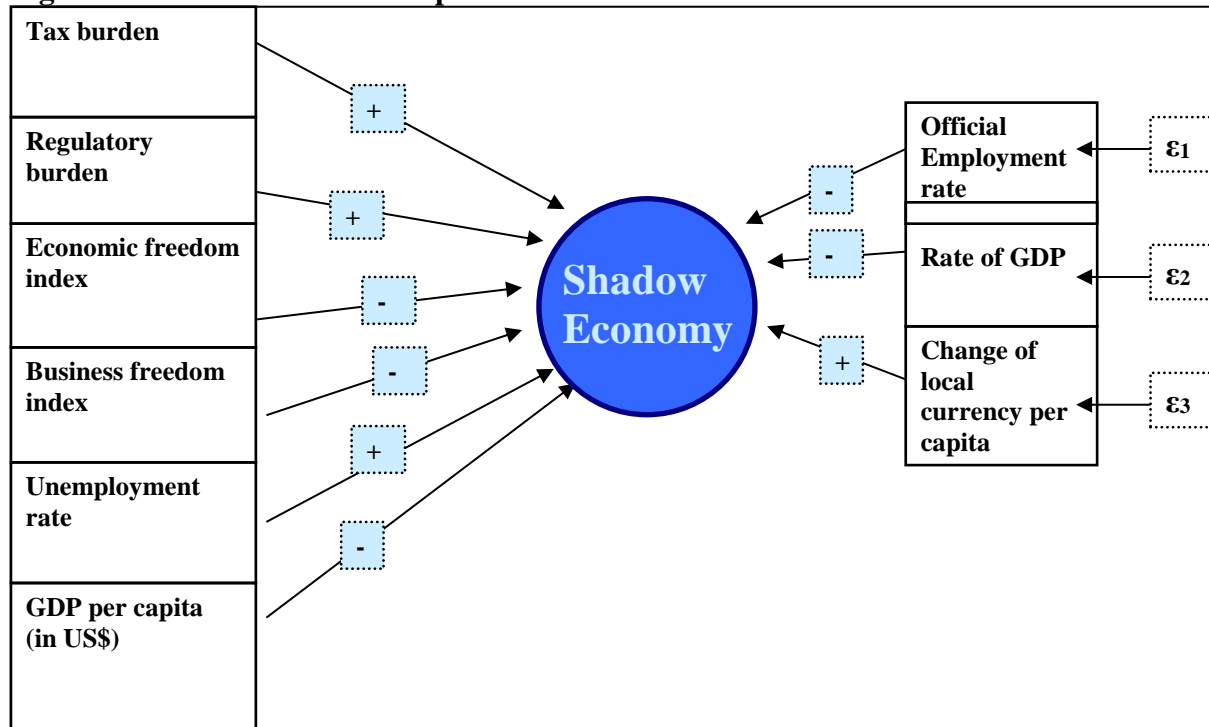 Tax burden
+
Regulatory
burden
+
Economic freedom
index
-
Business freedom
index
-
Unemployment
rate
+
GDP per capita
(in US$)
-
Shadow
Economy
Official
Employment
rate
-
ε1
Rate of GDP
-
ε2
Change of
local
currency per
capita
+
ε3